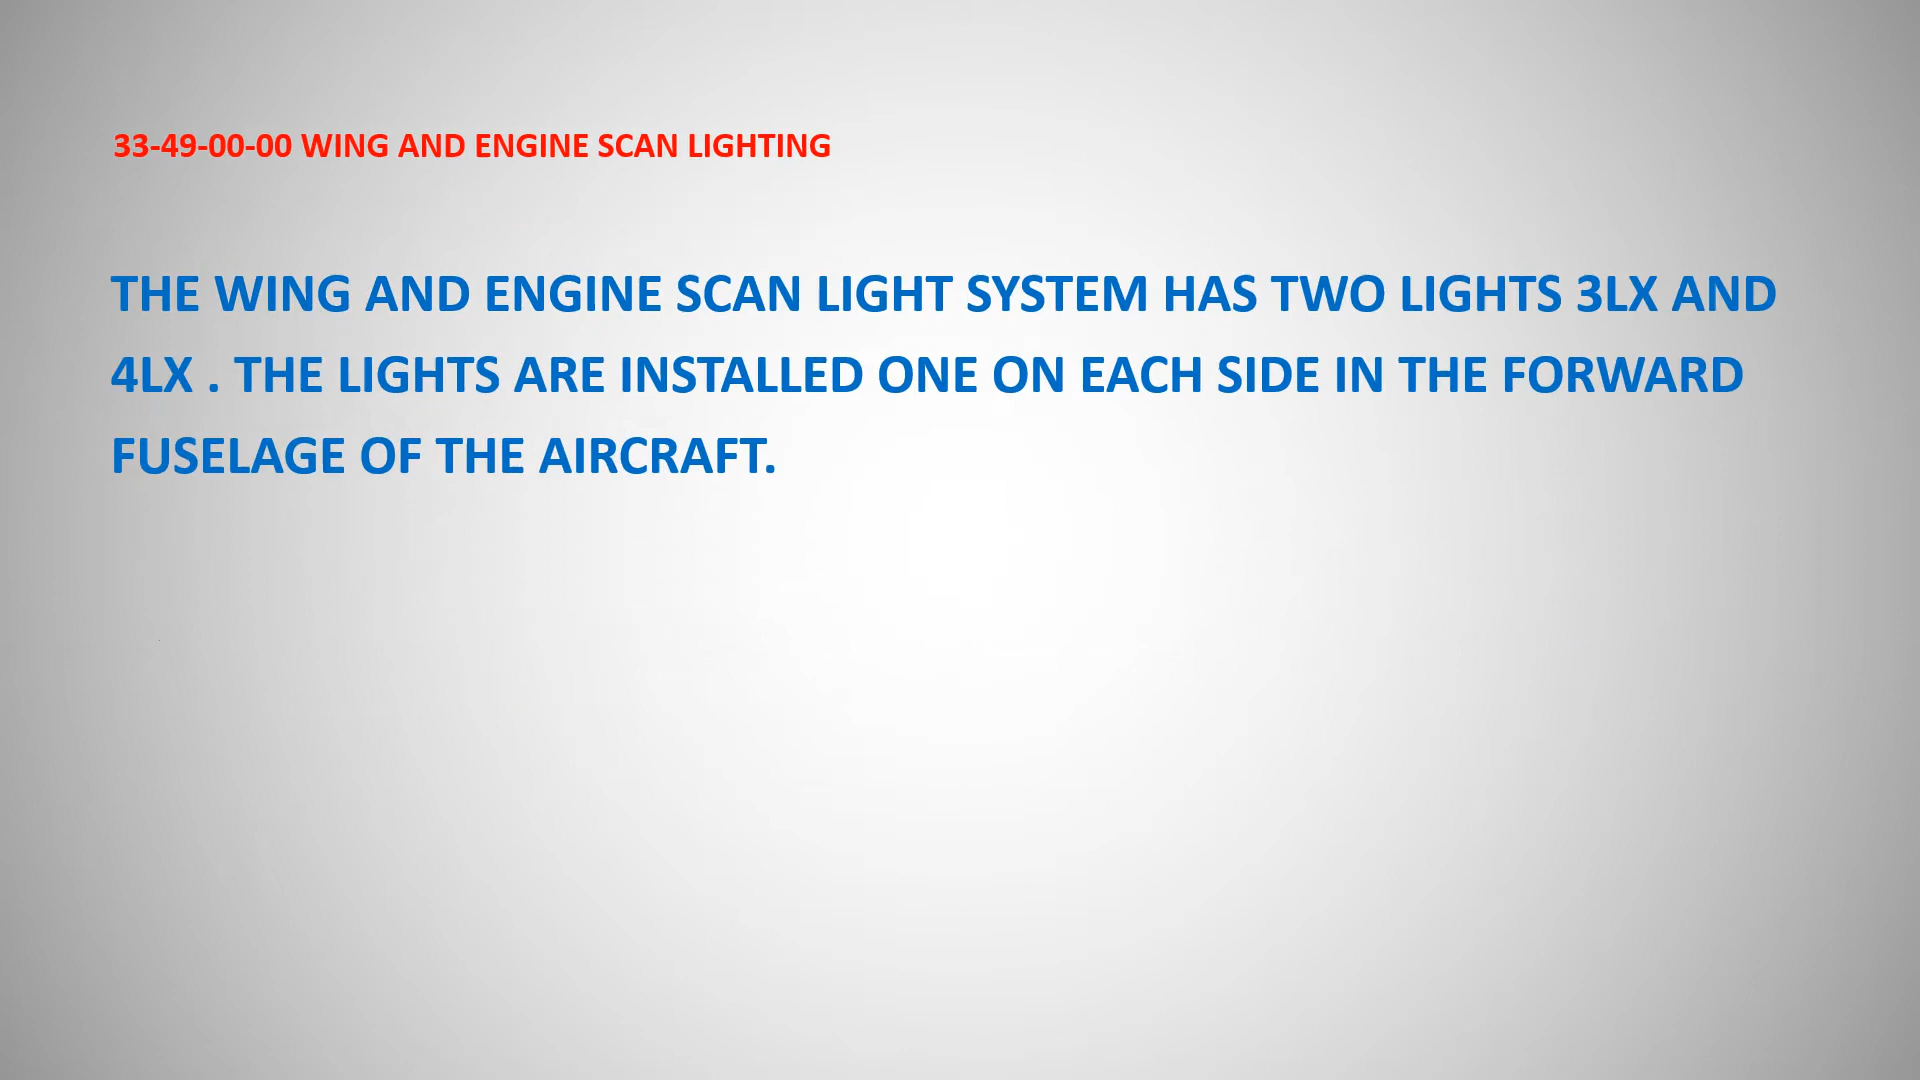 33-49-00-00 WING AND ENGINE SCAN LIGHTING
THE WING AND ENGINE SCAN LIGHT SYSTEM HAS TWO LIGHTS 3LX AND
4LX . THE LIGHTS ARE INSTALLED ONE ON EACH SIDE IN THE FORWARD
FUSELAGE OF THE AIRCRAFT.